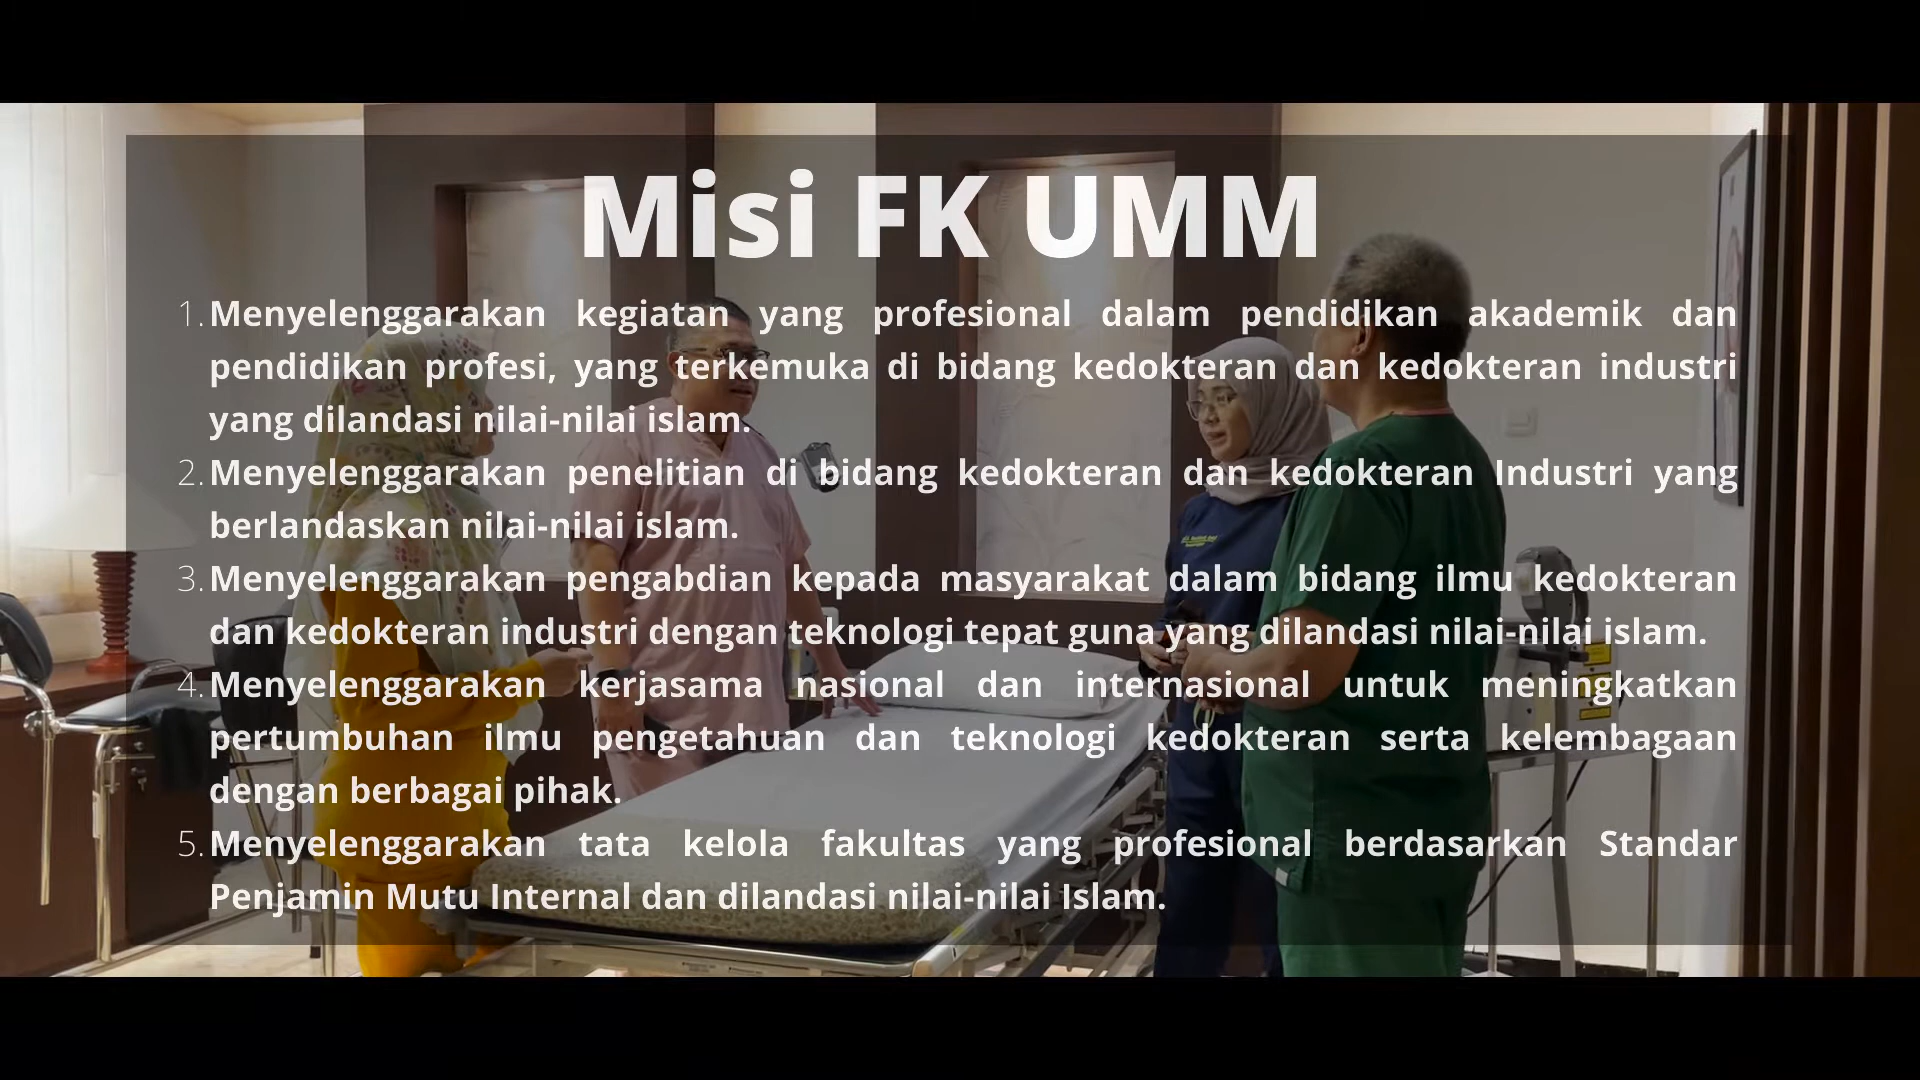 Misi FK UMM
1. Menyelenggarakan kegiatan yang profesional dalam pendidikan akademik dan
pendidikan profesi, yang terkemuka di bidang kedokteran dan kedokteran industri
yang dilandasi nilai-nilai islam.
2. Menyelenggarakan penelitian di bidang kedokteran dan kedokteran Industri yang
berlandaskan nilai-nilai islam.
3. Menyelenggarakan pengabdian kepada masyarakat dalam bidang ilmu kedokteran
dan kedokteran industri dengan teknologi tepat guna yang dilandasi nilai-nilai islam.
4. Menyelenggarakan kerjasama nasional dan internasional untuk meningkatkan
pertumbuhan ilmu pengetahuan dan teknologi kedokteran serta kelembagaan
dengan berbagai pihak.
5. Menyelenggarakan tata kelola fakultas yang profesional berdasarkan Standar
Penjamin Mutu Internal dan dilandasi nilai-nilai Islam.